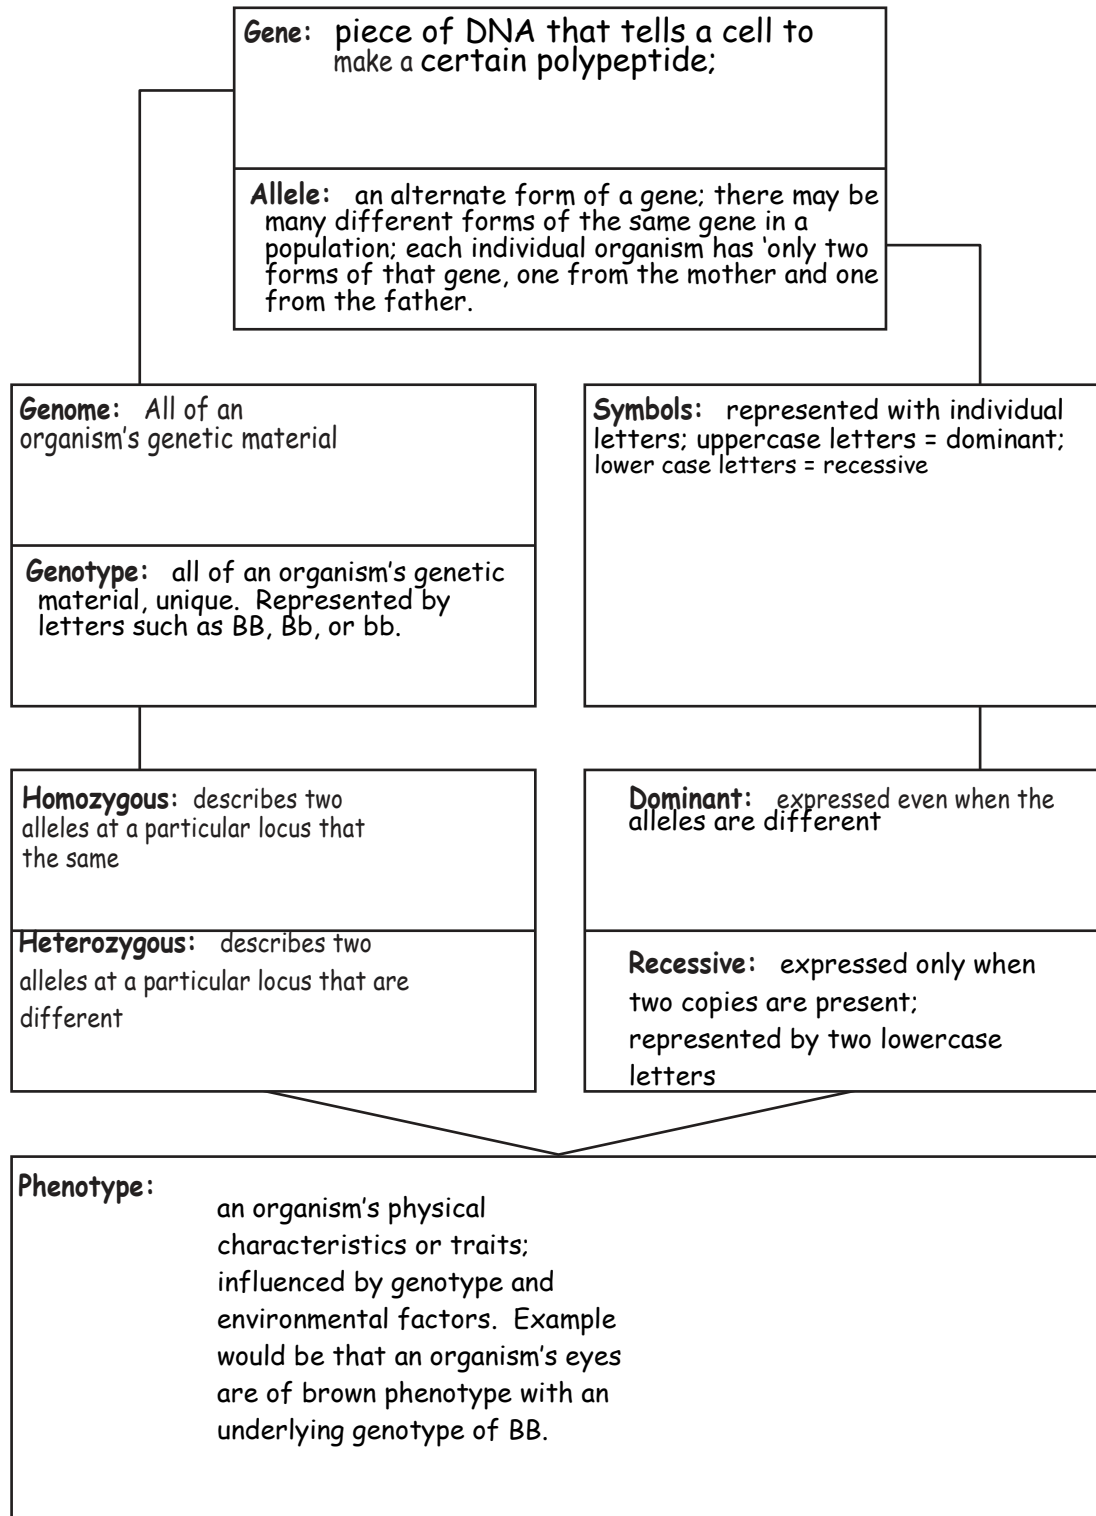 Gene: piece of DNA that tells a cell to
make a certain polypeptide;
Allele: an alternate form of a gene; there may be
many different forms of the same gene in a
population; each individual organism has ‘only two
forms of that gene, one from the mother and one
from the father.
Genome: All of an
organism’s genetic material
Genotype: all of an organism’s genetic
material, unique. Represented by
letters such as BB, Bb, or bb.
Symbols: represented with individual
letters; uppercase letters = dominant;
lower case letters = recessive
Homozygous: describes two
alleles at a particular locus that
the same
Heterozygous: describes two
alleles at a particular locus that are
different
Dominant: expressed even when the
alleles are different
Recessive: expressed only when
two copies are present;
represented by two lowercase
letters
Phenotype:
an organism’s physical
characteristics or traits;
influenced by genotype and
environmental factors. Example
would be that an organism’s eyes
are of brown phenotype with an
underlying genotype of BB.